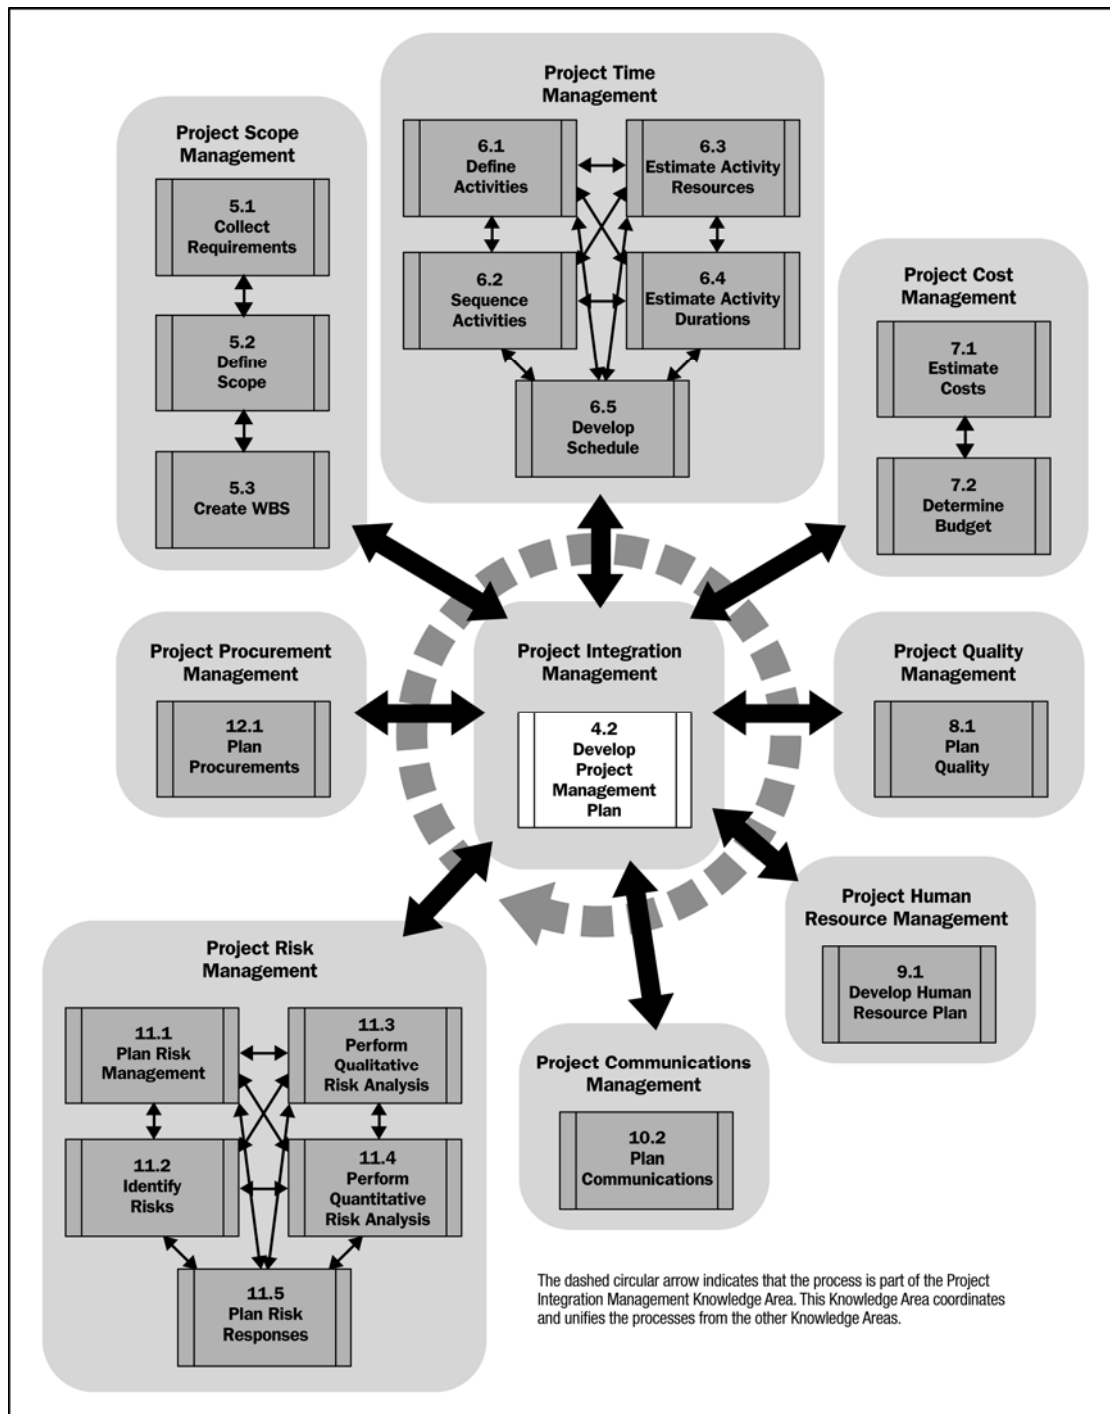 Project Time
Management
6.1
Define
Activities
6.3
Estimate Activity
Resources
6.2
Sequence
Activities
6.4
Estimate Activity
Durations
6.5
Develop
Schedule
Project Scope
Management
5.1
Collect
Requirements
5.2
Define
Scope
5.3
Create WBS
Project Cost
Management
7.1
Estimate
Costs
7.2
Determine
Budget
Project Procurement
Management
12.1
Plan
Procurements
Project Integration
Management
4.2
Develop
Project
Management
Plan
Project Quality
Management
8.1
Plan
Quality
Project Human
Resource Management
9.1
Develop Human
Resource Plan
Project Risk
Management
11.1
Plan Risk
Management
11.3
Perform
Qualitative
Risk Analysis
11.2
Identify
Risks
11.4
Perform
Quantitative
Risk Analysis
11.5
Plan Risk
Responses
Project Communications
Management
10.2
Plan
Communications
The dashed circular arrow indicates that the process is part of the Project
Integration Management Knowledge Area. This Knowledge Area coordinates
and unifies the processes from the other Knowledge Areas.